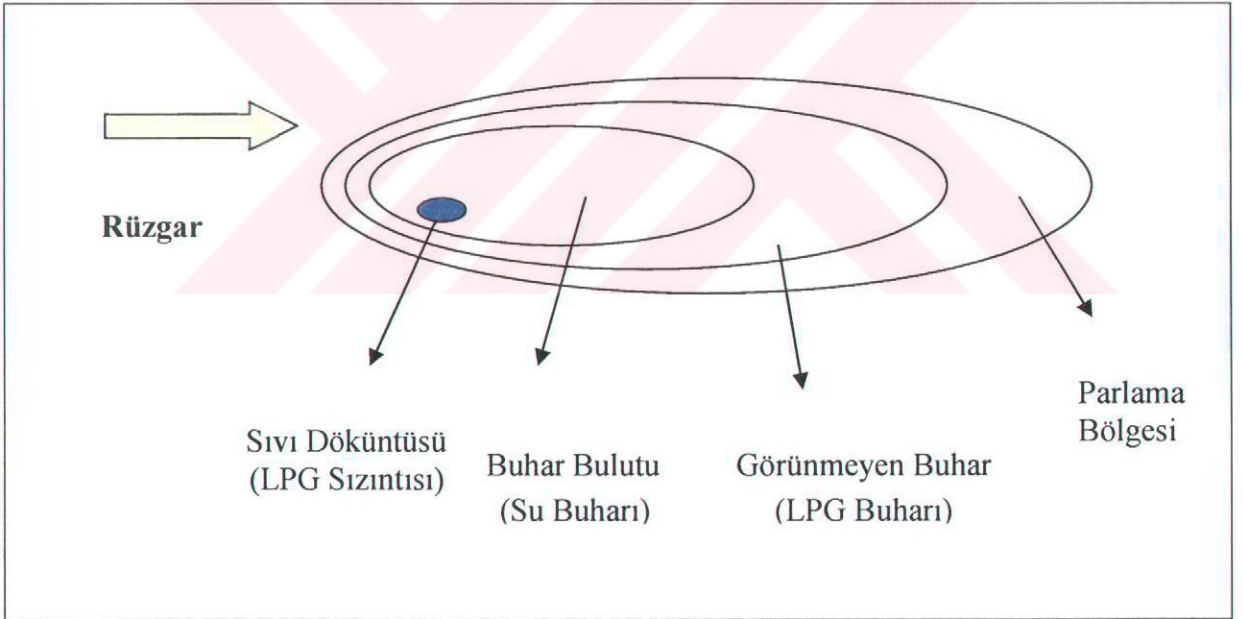 Rüzgar
Sıvı Döküntüsü
(LPG Sızıntısı)
Buhar Bulutu
(Su Buharı)
Görünmeyen Buhar
(LPG Buharı)
Parlama
Bölgesi